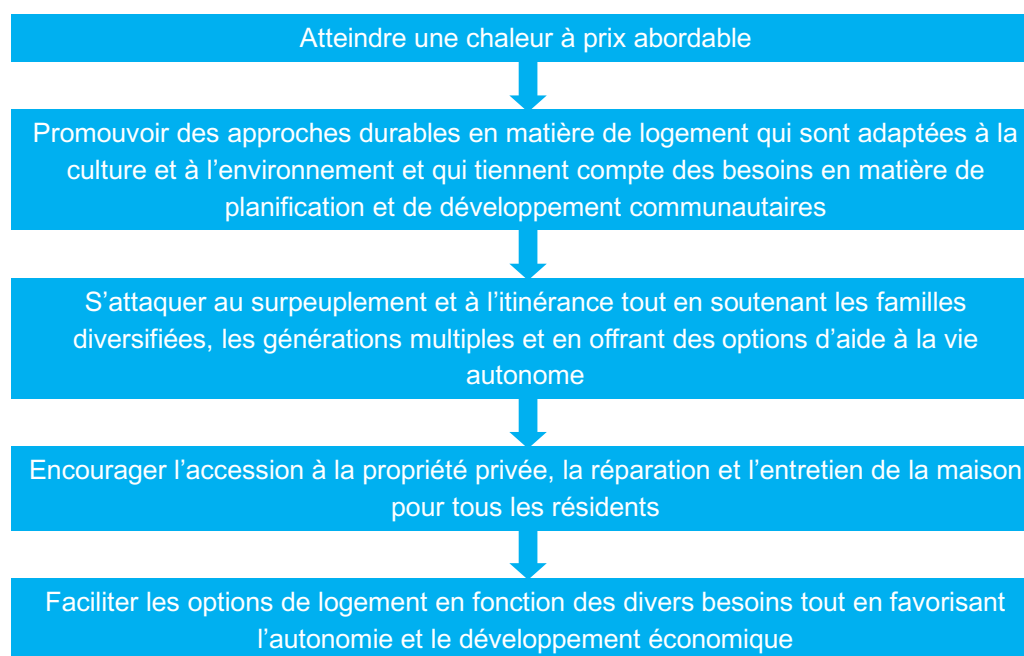 Atteindre une chaleur à prix abordable
Promouvoir des approches durables en matière de logement qui sont adaptées à la
culture et à l’environnement et qui tiennent compte des besoins en matière de
planification et de développement communautaires
S’attaquer au surpeuplement et à l’itinérance tout en soutenant les familles
diversifiées, les générations multiples et en offrant des options d’aide à la vie
autonome
Encourager l’accession à la propriété privée, la réparation et l’entretien de la maison
pour tous les résidents
Faciliter les options de logement en fonction des divers besoins tout en favorisant
l’autonomie et le développement économique